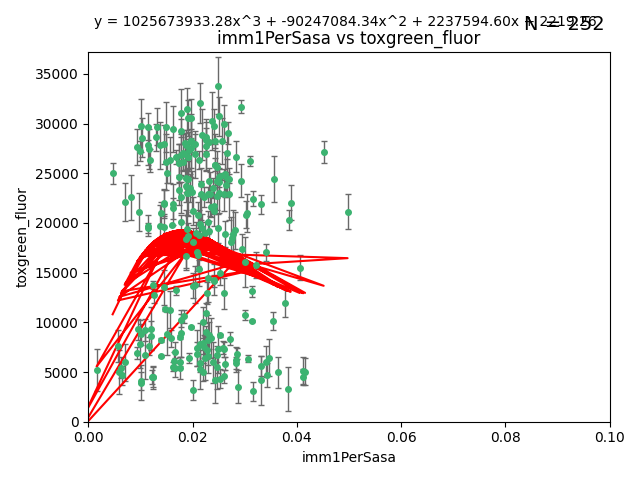 y = 1025673933.28x^3 + -90247084.34x^2 + 2237594.60x +
N = 252
imm1PerSasa vs toxgreen_fluor
35000
30000
25000
20000
15000
10000
5000
0
toxgreen_fluor
0.00 0.02 0.04 0.06 0.08 0.10
imm1PerSasa